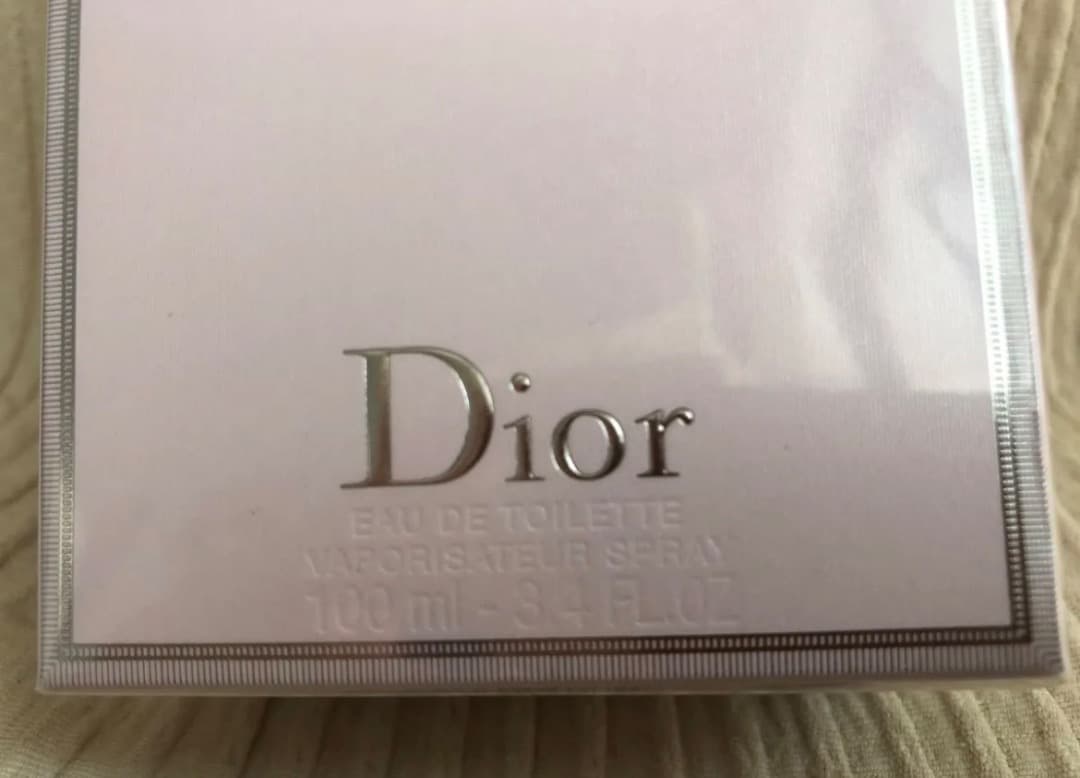 Dior
EAU DE TOILETTE
VAPORISATEUR SPRAY
100 ml - 3.4 FL.OZ